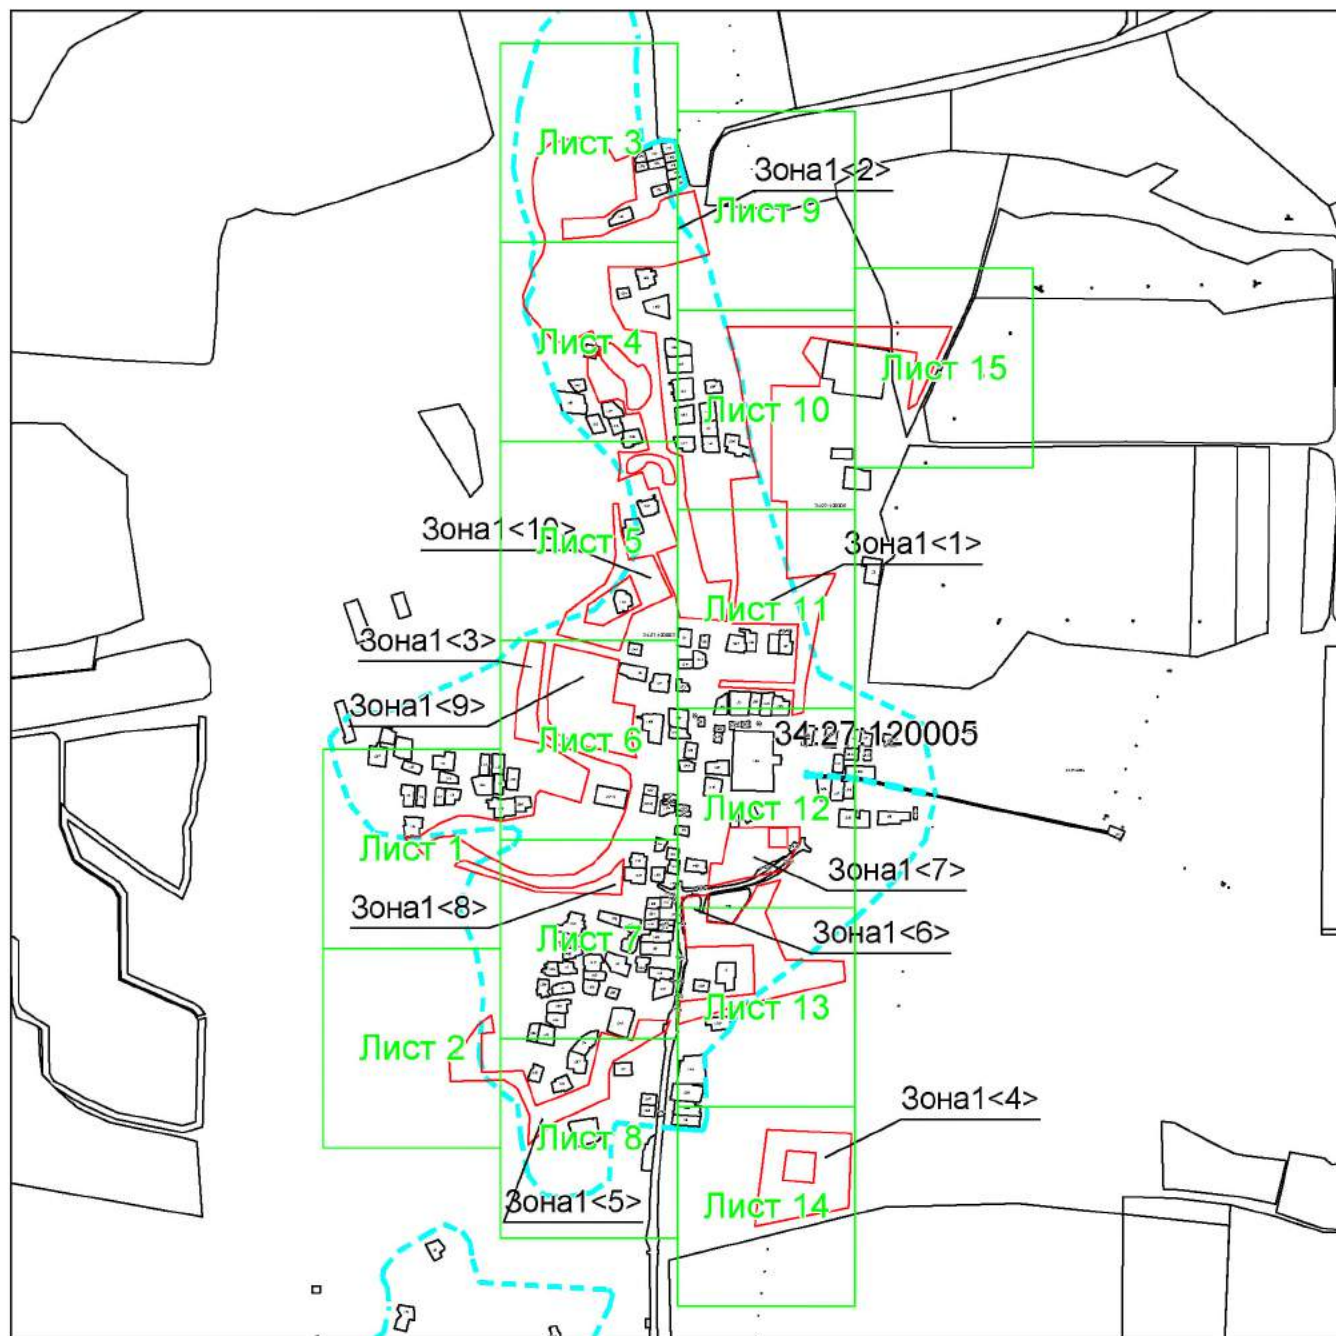 Лист 3
Зона1<2>
Лист 9
Лист 4
Лист 15
Лист 10
Зона1<10>
Лист 5
Зона1<1>
Лист 11
Зона1<3>
Зона1<9>
Лист 6
34:27:120005
Лист 12
Лист 1
Зона1<7>
Зона1<8>
Лист 7
Зона1<6>
Лист 13
Лист 2
Зона1<4>
Лист 8
Зона1<5>
Лист 14